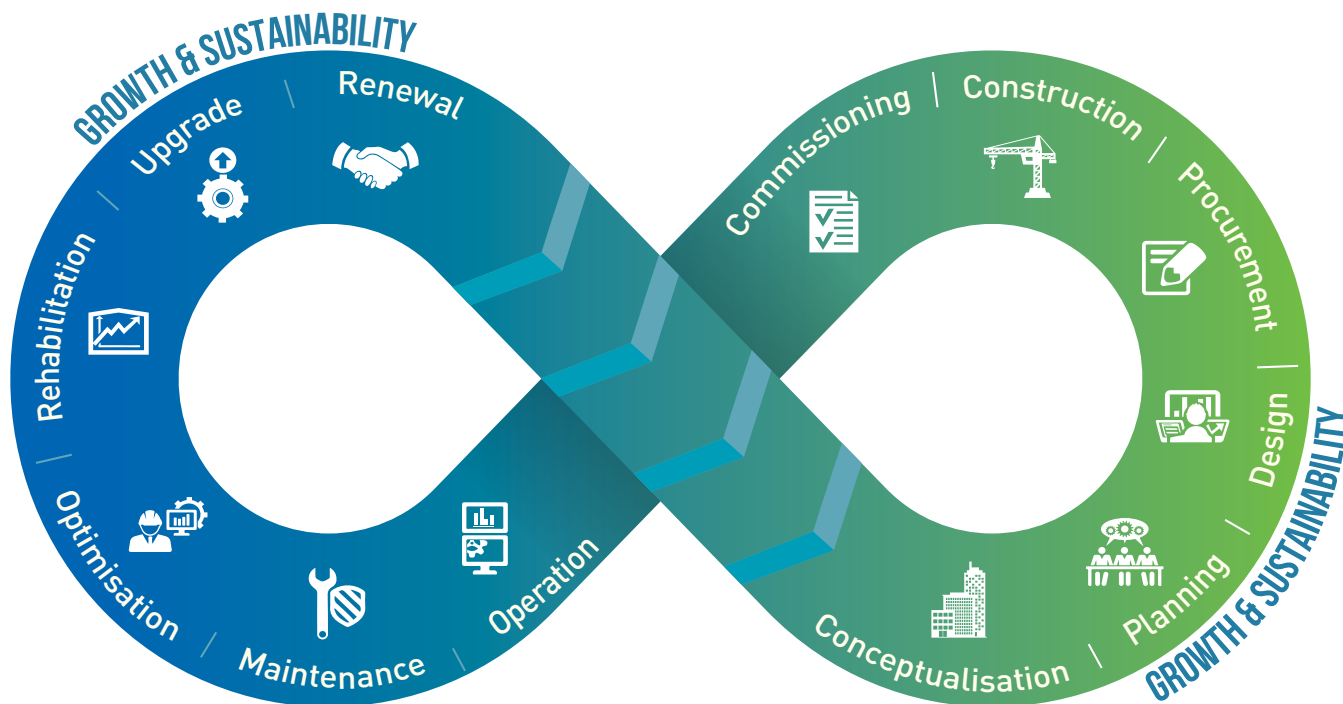 GROWTH & SUSTAINABILITY
Renewal
Upgrade
Rehabilitation
Optimisation
Maintenance
Operation
Commissioning
Construction
Procurement
Design
Planning
Conceptualisation
GROWTH & SUSTAINABILITY